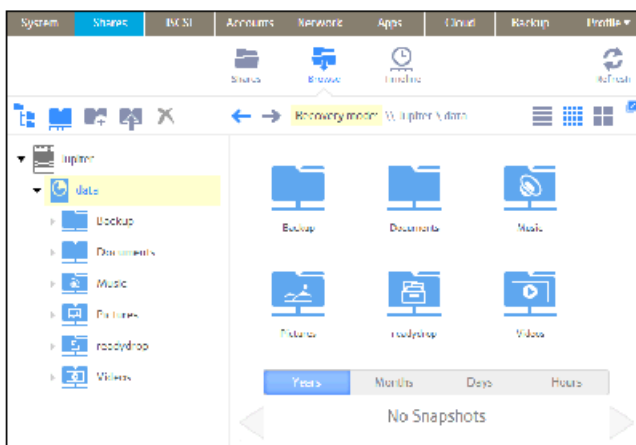 System Shares iSCSI Accounts Network Apps Cloud Backup Profile
Shares Browse Timeline Refresh
Recovery mode: \\ Jupiter \ data
Jupiter
data
Backup
Documents
Music
Pictures
readydrop
Videos
Backup Documents Music
Pictures readydrop Videos
Years Months Days Hours
No Snapshots